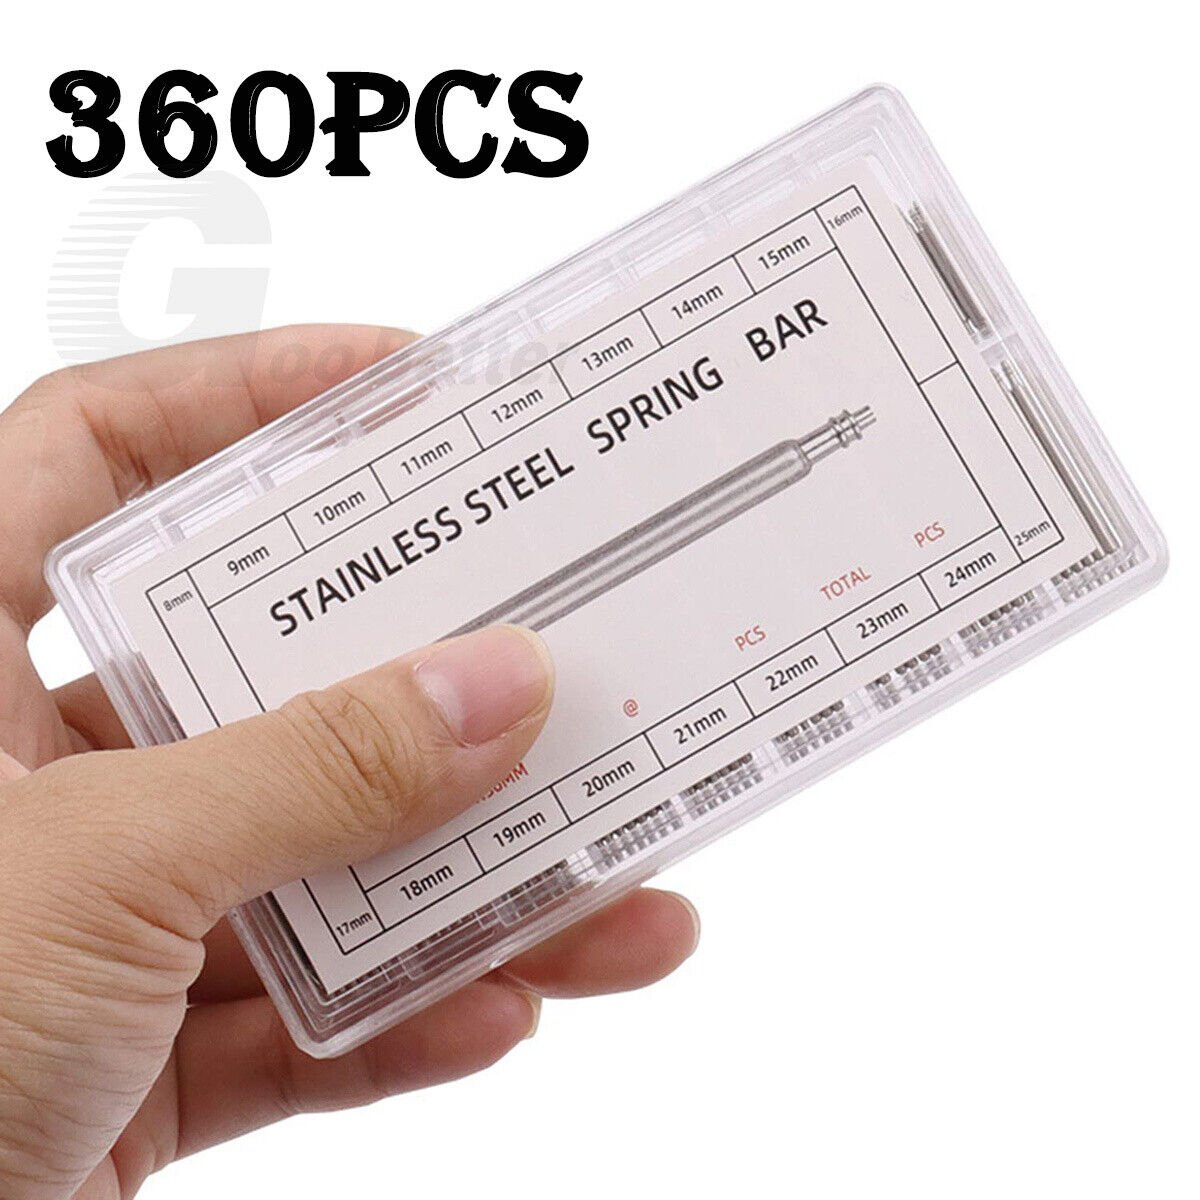 360PCS
G
Toobetter
8mm
9mm
10mm
11mm
12mm
13mm
14mm
15mm
16mm
STAINLESS STEEL SPRING BAR
@
PCS
TOTAL
PCS
17mm
18mm
19mm
20mm
21mm
22mm
23mm
24mm
25mm